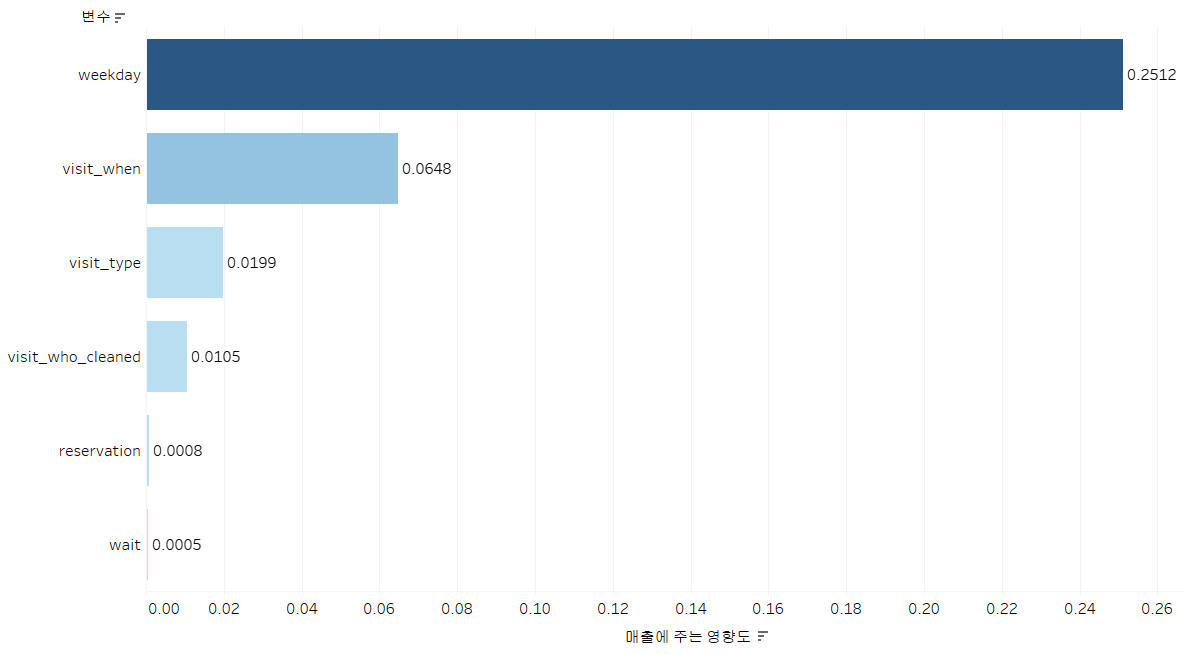 변수
weekday 0.2512
visit_when 0.0648
visit_type 0.0199
visit_who_cleaned 0.0105
reservation 0.0008
wait 0.0005
0.00 0.02 0.04 0.06 0.08 0.10 0.12 0.14 0.16 0.18 0.20 0.22 0.24 0.26
매출에 주는 영향도